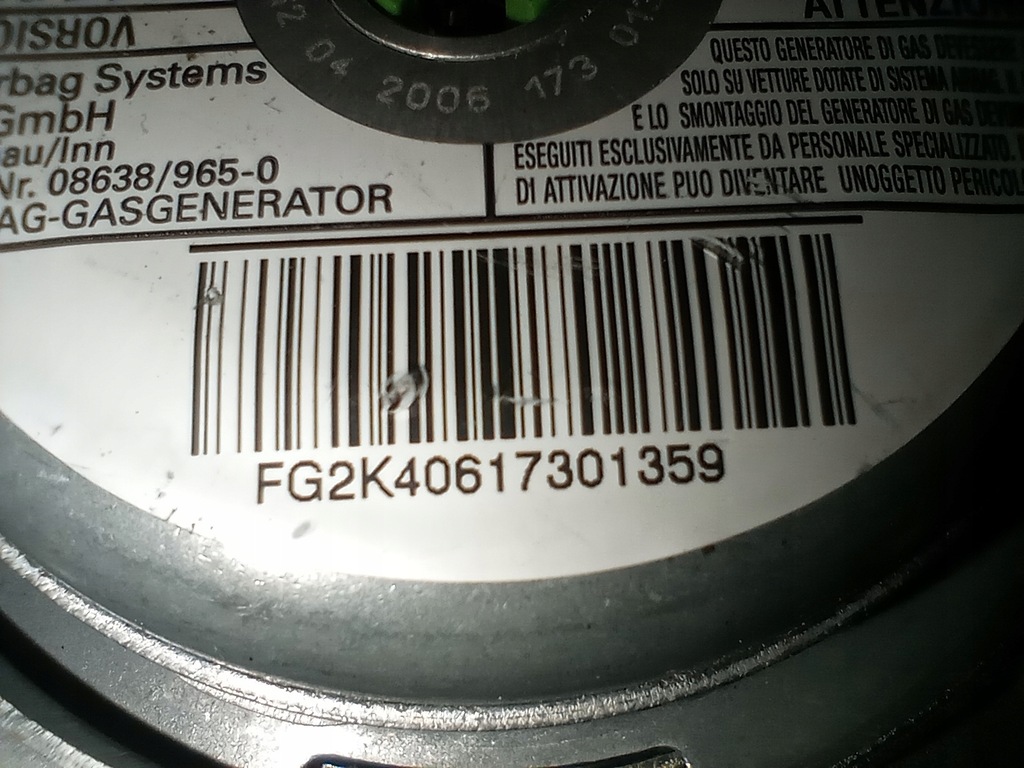 rbag Systems
GmbH
au/Inn
Nr. 08638/965-0
AG-GASGENERATOR
04 2006 173
QUESTO GENERATORE DI GAS
SOLO SU VETTURE DOTATE DI SISTEMA
E LO SMONTAGGIO DEL GENERATORE DI GAS
ESEGUITI ESCLUSIVAMENTE DA PERSONALE SPECIALIZZATO.
DI ATTIVAZIONE PUO DIVENTARE UNOGGETTO PERICOL
FG2K40617301359